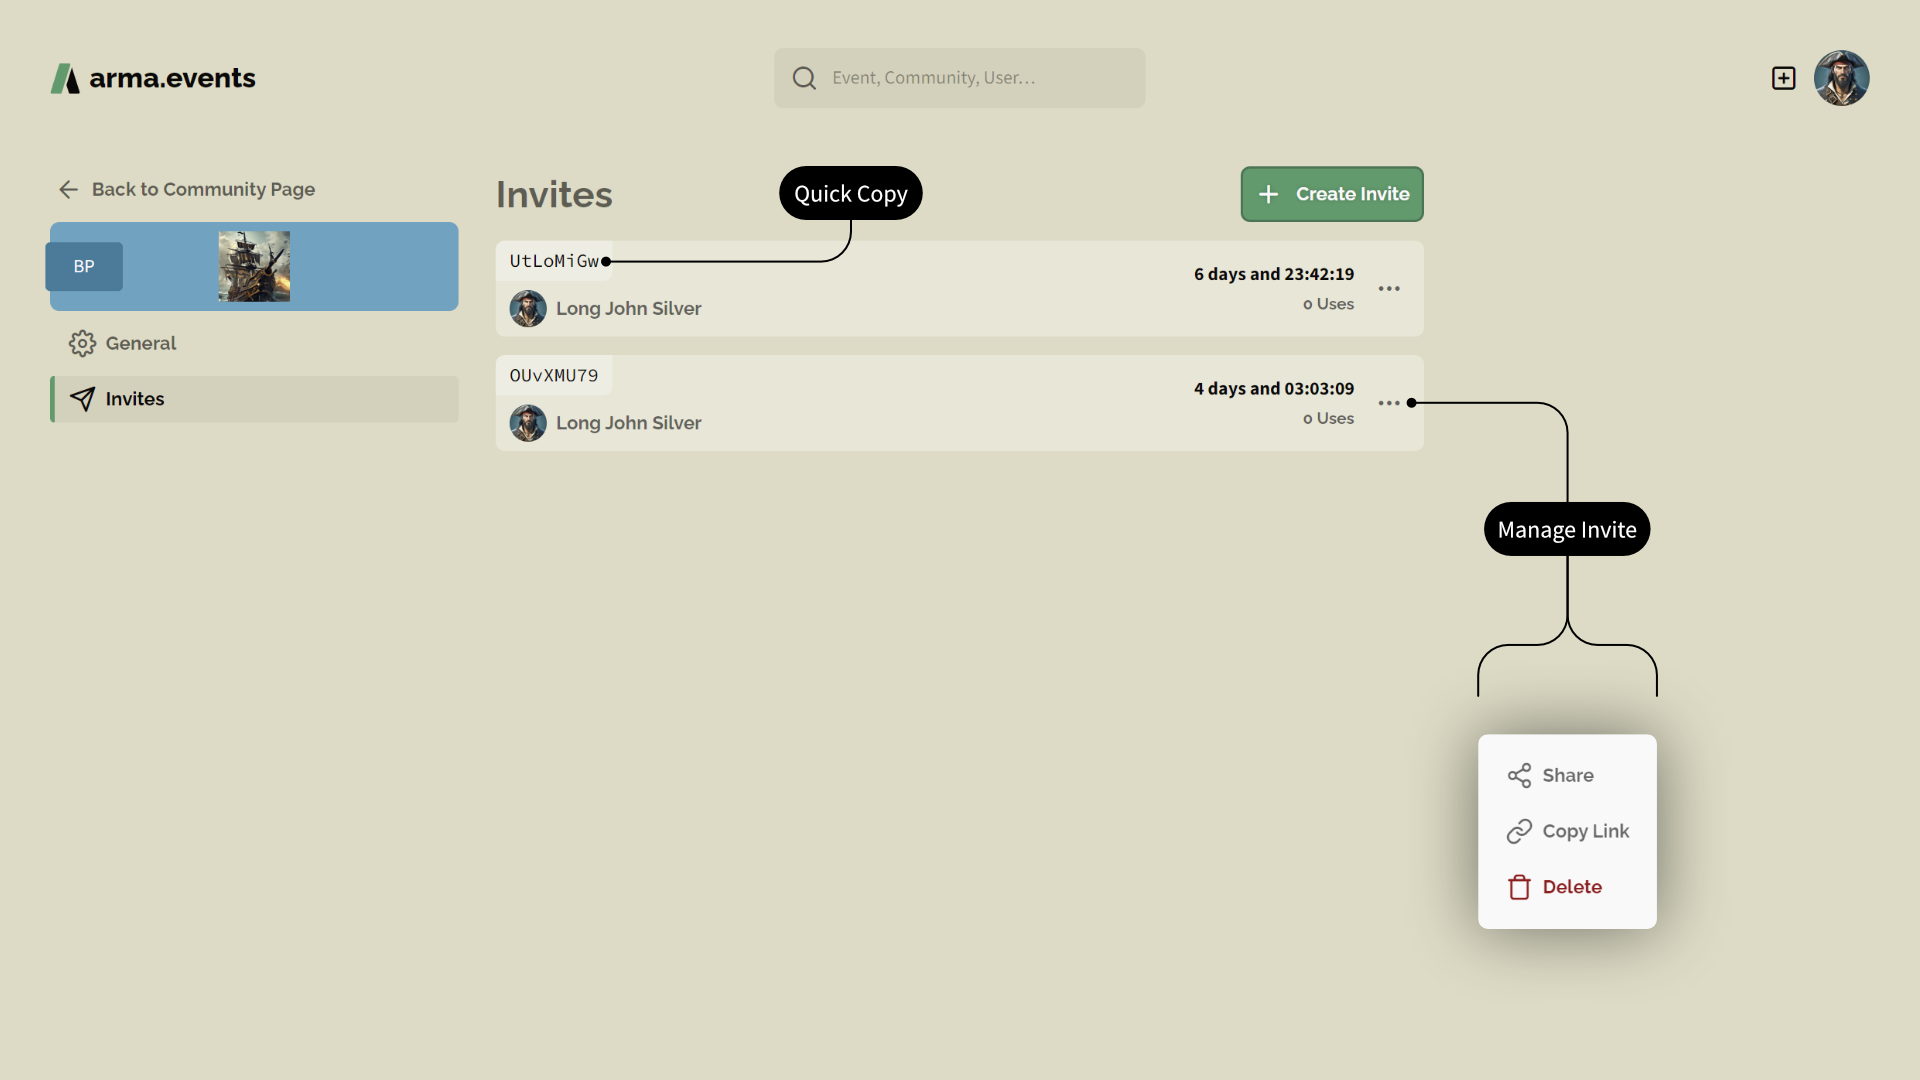 arma.events
Event, Community, User...
Back to Community Page
BP
General
Invites
Invites
Quick Copy
Create Invite
UtLoMiGw
Long John Silver
6 days and 23:42:19
0 Uses
OUvXMU79
Long John Silver
4 days and 03:03:09
0 Uses
Manage Invite
Share
Copy Link
Delete